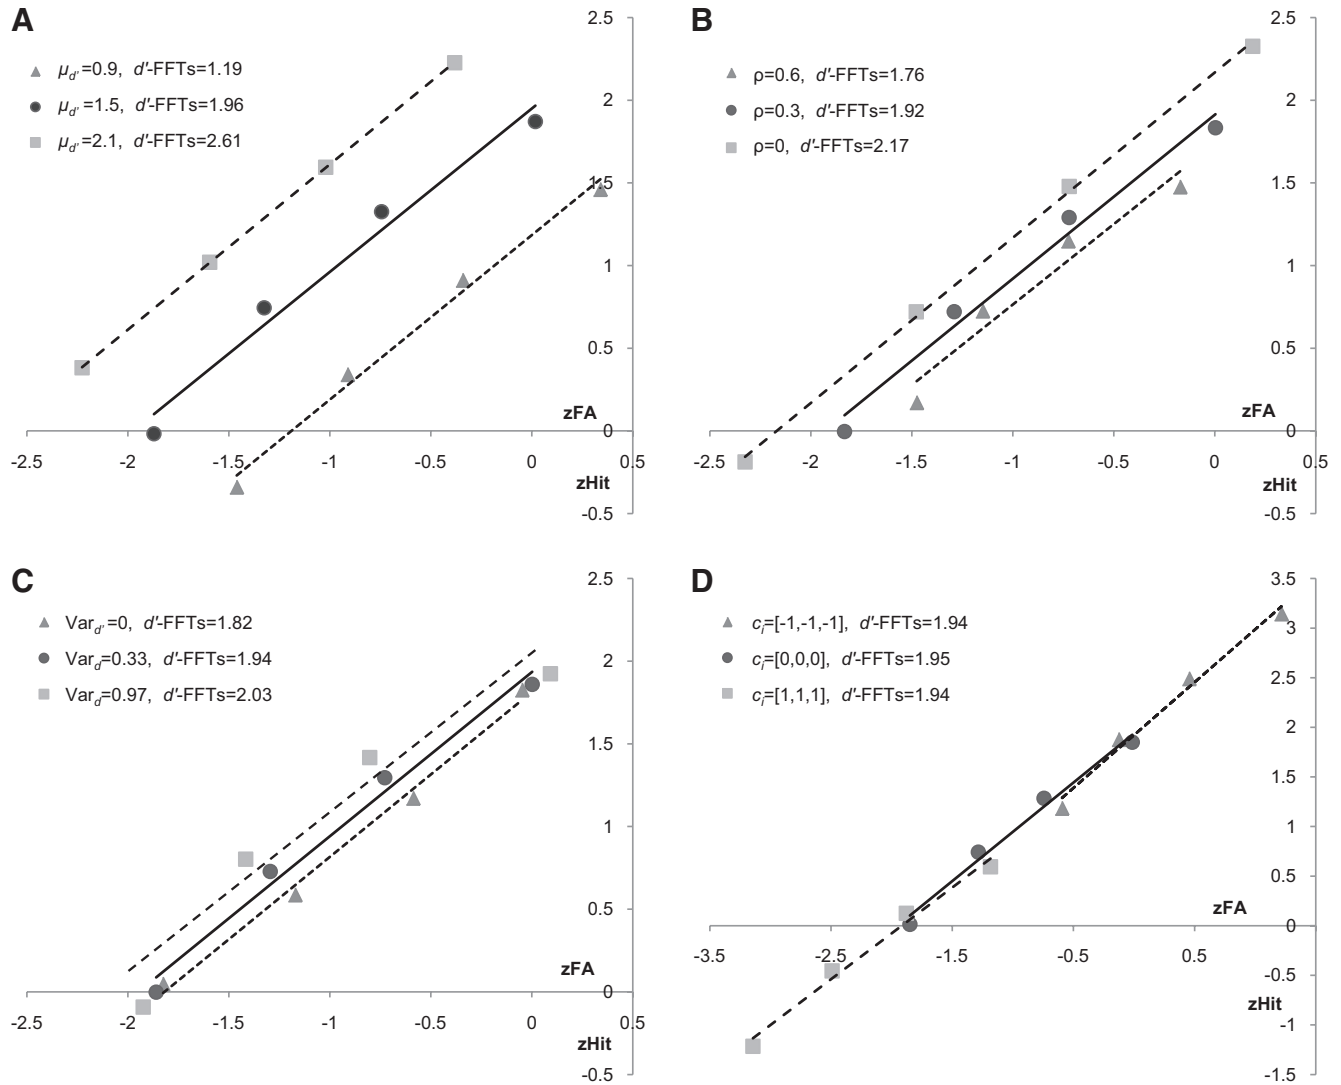 A
μd'=0.9, d'-FFTs=1.19
μd'=1.5, d'-FFTs=1.96
μd'=2.1, d'-FFTs=2.61
2.5
2
1.5
1
0.5
zFA
0
-2.5 -2 -1.5 -1 -0.5 0 0.5
zHit
-0.5
B
ρ=0.6, d'-FFTs=1.76
ρ=0.3, d'-FFTs=1.92
ρ=0, d'-FFTs=2.17
2.5
2
1.5
1
0.5
zFA
0
-2.5 -2 -1.5 -1 -0.5 0 0.5
zHit
-0.5
C
Vard'=0, d'-FFTs=1.82
Vard=0.33, d'-FFTs=1.94
Vard=0.97, d'-FFTs=2.03
2.5
2
1.5
1
0.5
zFA
0
-2.5 -2 -1.5 -1 -0.5 0 0.5
zHit
-0.5
D
ci=[-1,-1,-1], d'-FFTs=1.94
ci=[0,0,0], d'-FFTs=1.95
ci=[1,1,1], d'-FFTs=1.94
3.5
3
2.5
2
1.5
1
0.5
zFA
0
-3.5 -2.5 -1.5 -0.5 0.5
-0.5
zHit
-1
-1.5